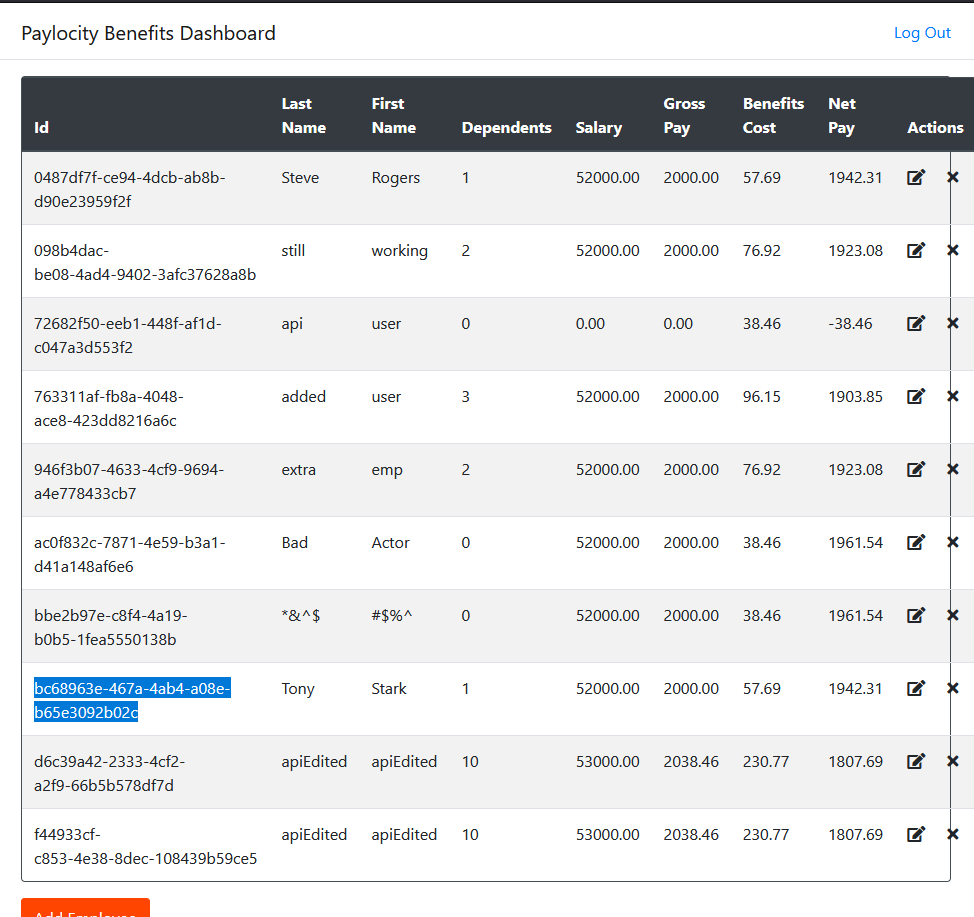 Paylocity Benefits Dashboard
Log Out
Id Last Name First Name Dependents Salary Gross Pay Benefits Cost Net Pay Actions
0487df7f-ce94-4dcb-ab8b- Steve Rogers 1 52000.00 2000.00 57.69 1942.31
d90e23959f2f
098b4dac- still working 2 52000.00 2000.00 76.92 1923.08
be08-4ad4-9402-3afc37628a8b
72682f50-eeb1-448f-af1d- api user 0 0.00 0.00 38.46 -38.46
c047a3d553f2
763311af-fb8a-4048- added user 3 52000.00 2000.00 96.15 1903.85
ace8-423dd8216a6c
946f3b07-4633-4cf9-9694- extra emp 2 52000.00 2000.00 76.92 1923.08
a4e778433cb7
ac0f832c-7871-4e59-b3a1- Bad Actor 0 52000.00 2000.00 38.46 1961.54
d41a148af6e6
bbe2b97e-c8f4-4a19- *&^$ #$%^ 0 52000.00 2000.00 38.46 1961.54
b0b5-1fea5550138b
bc68963e-467a-4ab4-a08e- Tony Stark 1 52000.00 2000.00 57.69 1942.31
b65e3092b02c
d6c39a42-2333-4cf2- apiEdited apiEdited 10 53000.00 2038.46 230.77 1807.69
a2f9-66b5b578df7d
f44933cf- apiEdited apiEdited 10 53000.00 2038.46 230.77 1807.69
c853-4e38-8dec-108439b59ce5
Add Employee